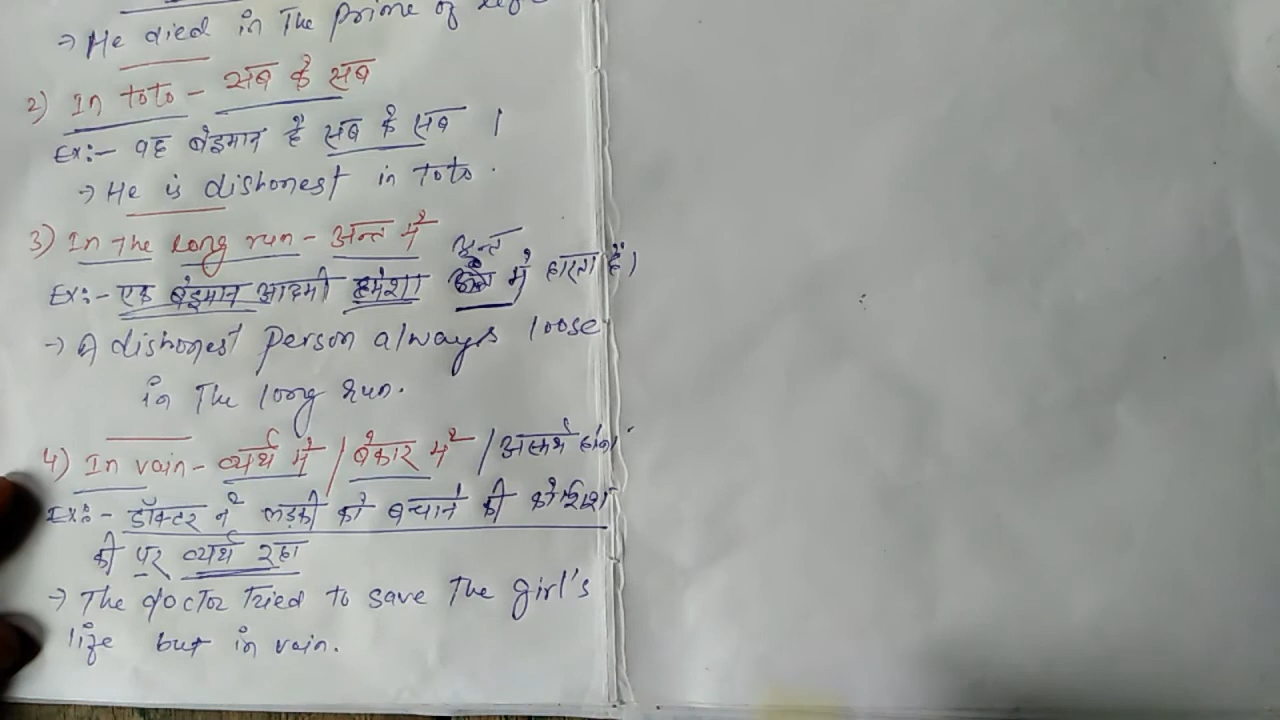 → He died in The prime of
2) In toto - सब के सब
Ex:- वह बेइमान है सब के सब ।
→ He is dishonest in toto.
3) In The long run - अन्त में
Ex:- एक बेइमान आदमी हमेशा अन्त में हारता है।
→ A dishonest person always loose
in The long run.
4) In vain - व्यर्थ में / बेकार में / असमर्थ होना
Ex:- डॉक्टर ने लड़की को बचाने की कोशिश
की पर व्यर्थ रहा
→ The doctor Tried to save The girl's
life but in vain.